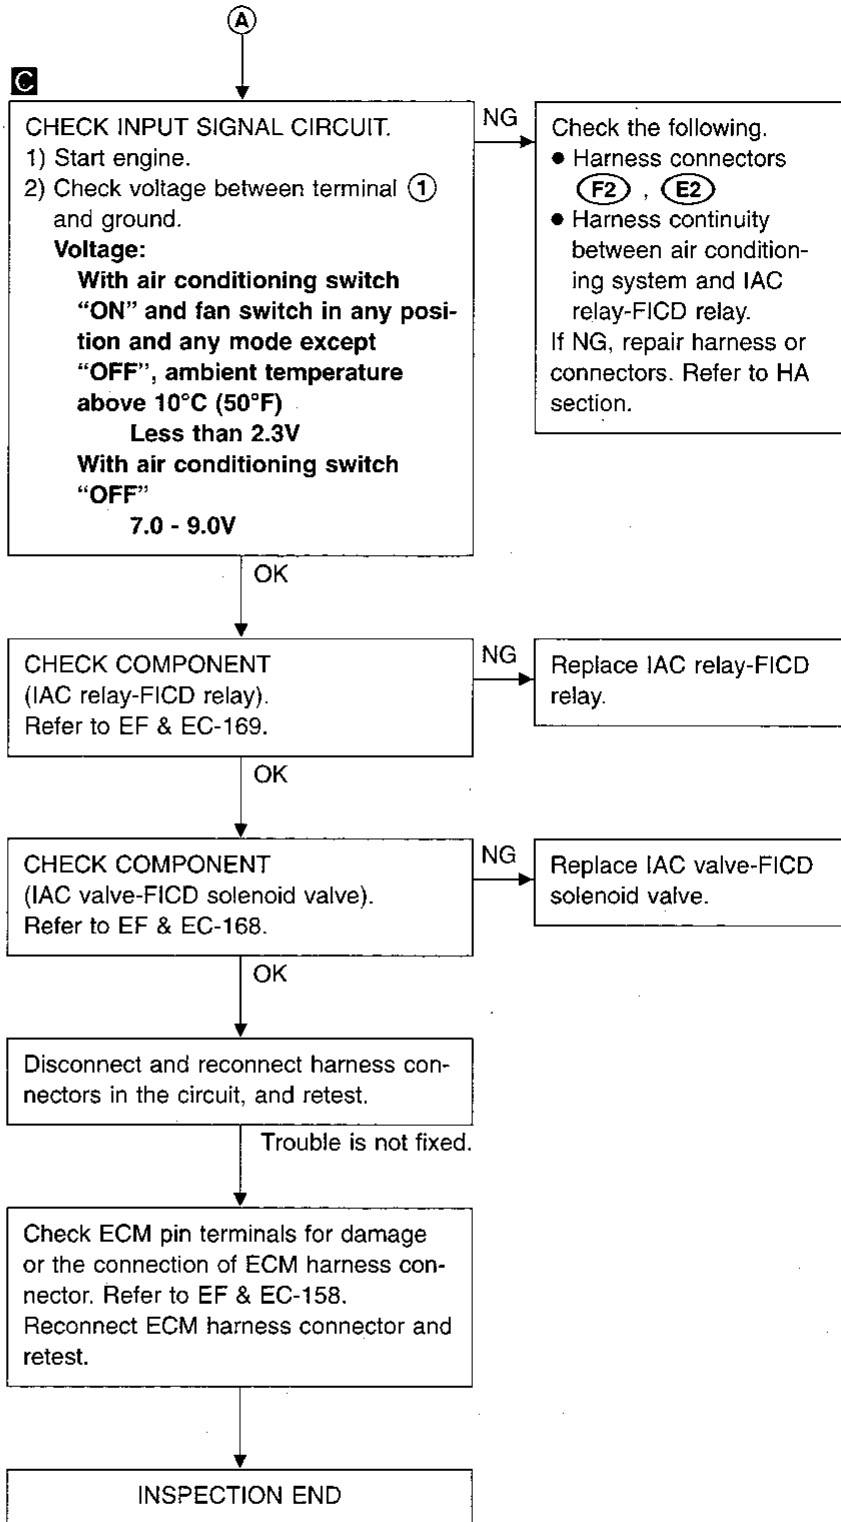 A
C
CHECK INPUT SIGNAL CIRCUIT.
1) Start engine.
2) Check voltage between terminal ①
and ground.
Voltage:
With air conditioning switch
“ON” and fan switch in any posi-
tion and any mode except
“OFF”, ambient temperature
above 10°C (50°F)
Less than 2.3V
With air conditioning switch
“OFF”
7.0 - 9.0V
NG
Check the following.
● Harness connectors
F2 , E2
● Harness continuity
between air condition-
ing system and IAC
relay-FICD relay.
If NG, repair harness or
connectors. Refer to HA
section.
OK
CHECK COMPONENT
(IAC relay-FICD relay).
Refer to EF & EC-169.
NG
Replace IAC relay-FICD
relay.
OK
CHECK COMPONENT
(IAC valve-FICD solenoid valve).
Refer to EF & EC-168.
NG
Replace IAC valve-FICD
solenoid valve.
OK
Disconnect and reconnect harness con-
nectors in the circuit, and retest.
Trouble is not fixed.
Check ECM pin terminals for damage
or the connection of ECM harness con-
nector. Refer to EF & EC-158.
Reconnect ECM harness connector and
retest.
INSPECTION END